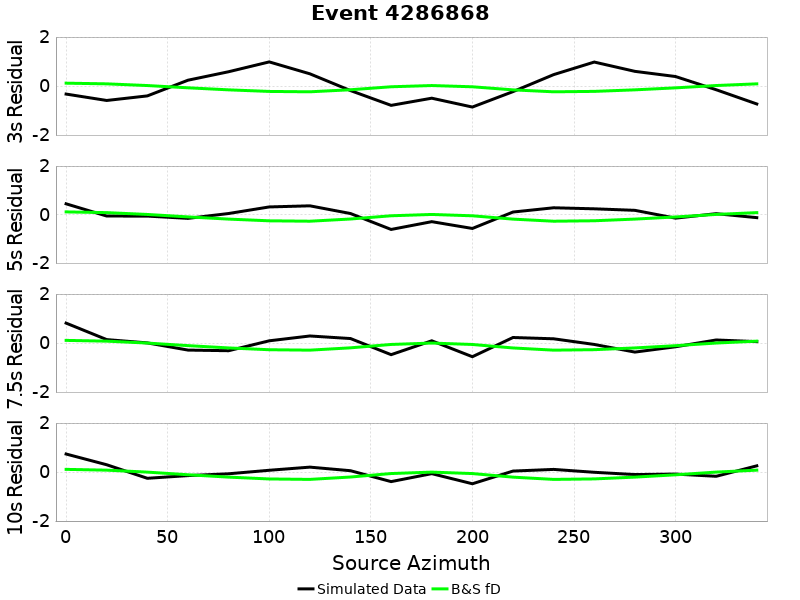 Event 4286868
3s Residual
2
0
-2
5s Residual
2
0
-2
7.5s Residual
2
0
-2
10s Residual
2
0
-2
0 50 100 150 200 250 300
Source Azimuth
Simulated Data B&S fD